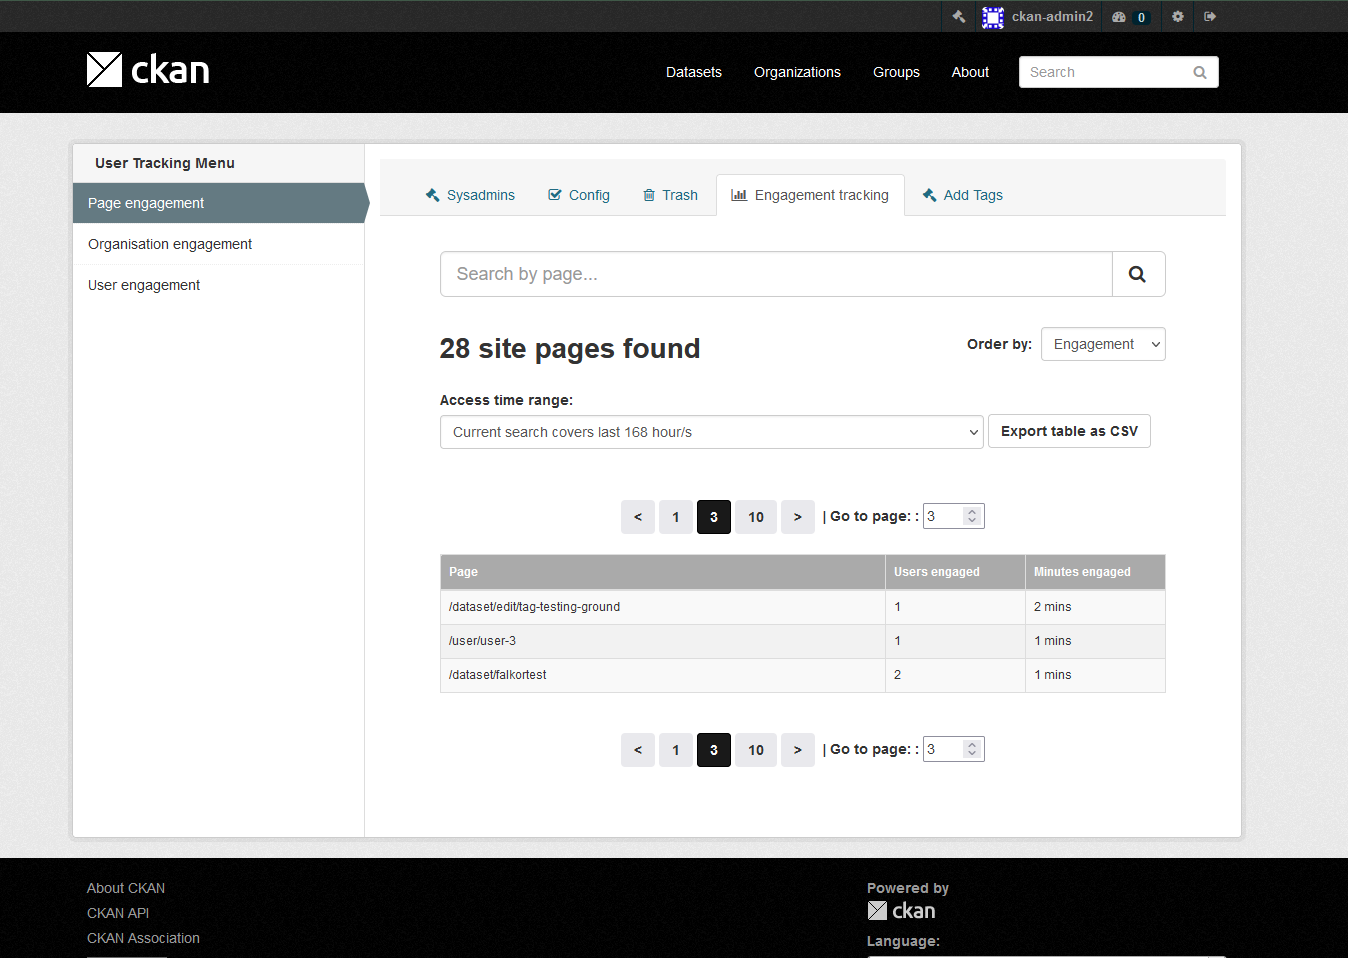 ckan-admin2 0
ckan Datasets Organizations Groups About Search
User Tracking Menu
Page engagement
Organisation engagement
User engagement
Sysadmins Config Trash Engagement tracking Add Tags
Search by page...
28 site pages found
Order by: Engagement
Access time range:
Current search covers last 168 hour/s Export table as CSV
< 1 3 10 > | Go to page: : 3
Page Users engaged Minutes engaged
/dataset/edit/tag-testing-ground 1 2 mins
/user/user-3 1 1 mins
/dataset/falkortest 2 1 mins
< 1 3 10 > | Go to page: : 3
About CKAN
CKAN API
CKAN Association
Powered by
ckan
Language: